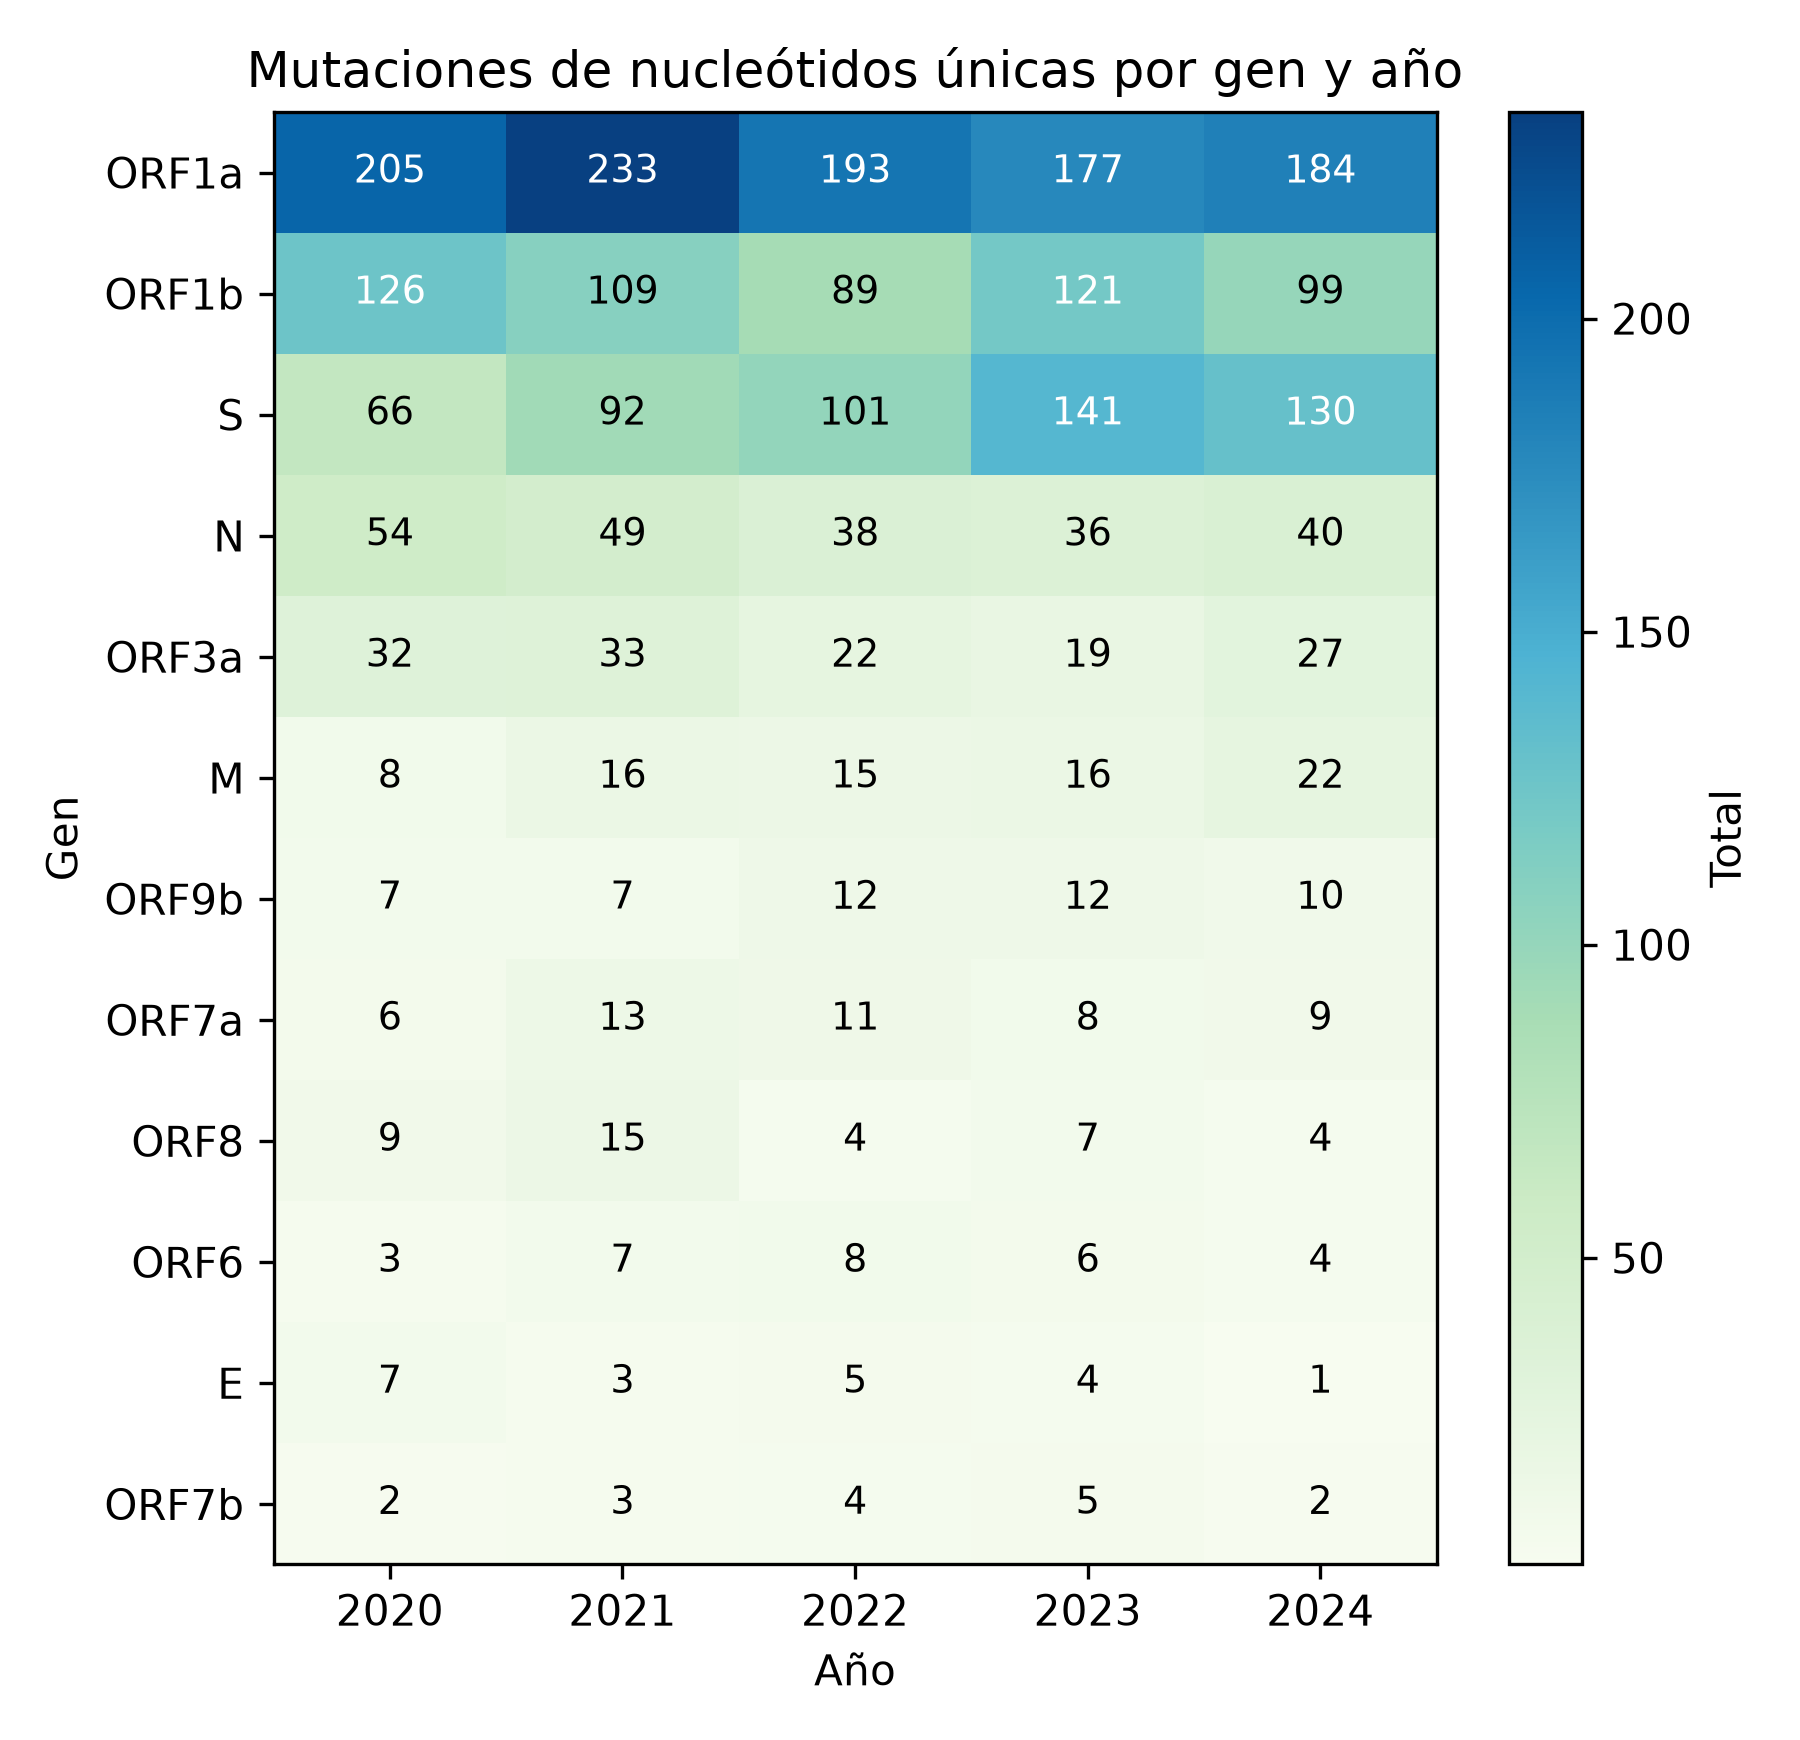 Mutaciones de nucleótidos únicas por gen y año
ORF1a 205 233 193 177 184
ORF1b 126 109 89 121 99
S 66 92 101 141 130
N 54 49 38 36 40
ORF3a 32 33 22 19 27
M 8 16 15 16 22
ORF9b 7 7 12 12 10
ORF7a 6 13 11 8 9
ORF8 9 15 4 7 4
ORF6 3 7 8 6 4
E 7 3 5 4 1
ORF7b 2 3 4 5 2
2020 2021 2022 2023 2024
Año
Gen
200
150
100
50
Total